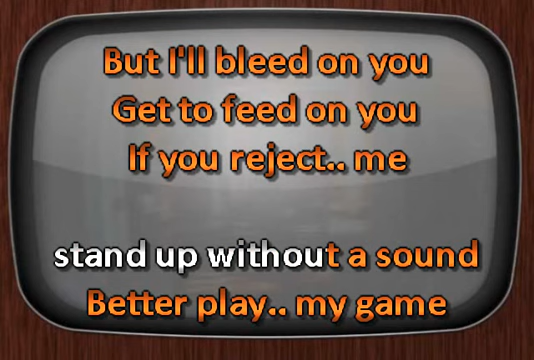 But I'll bleed on you
Get to feed on you
If you reject.. me
stand up without a sound
Better play.. my game